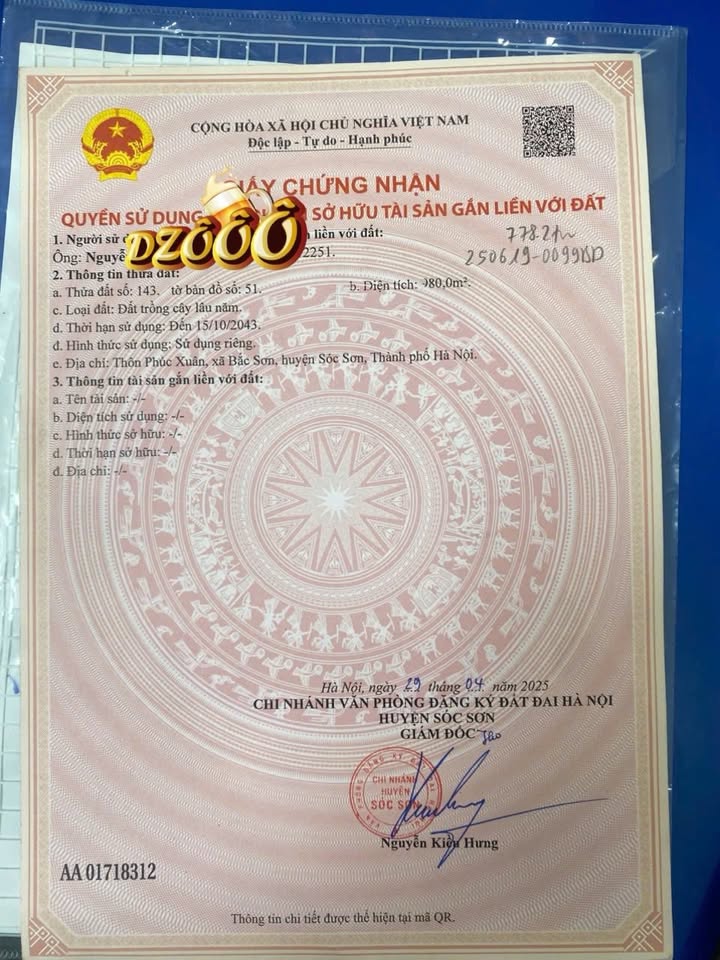 CỘNG HÒA XÃ HỘI CHỦ NGHĨA VIỆT NAM
Độc lập - Tự do - Hạnh phúc
CHỨNG NHẬN
QUYỀN SỬ DỤNG SỞ HỮU TÀI SẢN GẮN LIỀN VỚI ĐẤT
DZÔÔÔ
1. Người sử liền với đất:
778.2
Ông: 2251.
250619-0099
2. Thông tin thửa đất:
a. Thửa đất số: 143. tờ bản đồ số: 51. b. Diện tích: 980,0m².
c. Loại đất: Đất trồng cây lâu năm.
d. Thời hạn sử dụng: Đến 15/10/2043.
đ. Hình thức sử dụng: Sử dụng riêng.
e. Địa chỉ: Thôn Phúc Xuân, xã Bắc Sơn, huyện Sóc Sơn, Thành phố Hà Nội.
3. Thông tin tài sản gắn liền với đất:
a. Tên tài sản: -/-
b. Diện tích sử dụng: -/-
c. Hình thức sở hữu: -/-
d. Thời hạn sở hữu: -/-
đ. Địa chỉ: -/-
Hà Nội, ngày 29 tháng 04 năm 2025
CHI NHÁNH VĂN PHÒNG ĐĂNG KÝ ĐẤT ĐAI HÀ NỘI
HUYỆN SÓC SƠN
GIÁM ĐỐC
CHI NHÁNH
HUYỆN
SÓC SƠN
Nguyễn Kiều Hưng
AA 01718312
Thông tin chi tiết được thể hiện tại mã QR.